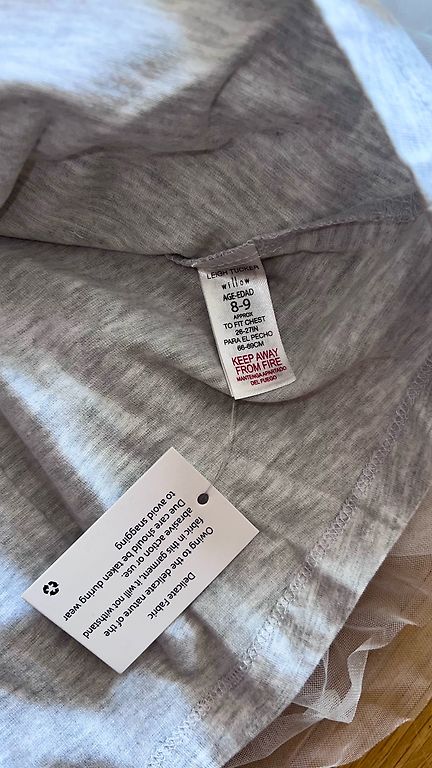 LEIGH TUCKER
willow
AGE-EDAD
8-9
APPROX
TO FIT CHEST
26-27IN
PARA EL PECHO
66-69CM
KEEP AWAY
FROM FIRE
MANTENGA APARTADO
DEL FUEGO
Delicate Fabric
Owing to the delicate nature of the
fabric in this garment, it will not withstand
abrasive action or use.
Due care should be taken during wear
to avoid snagging